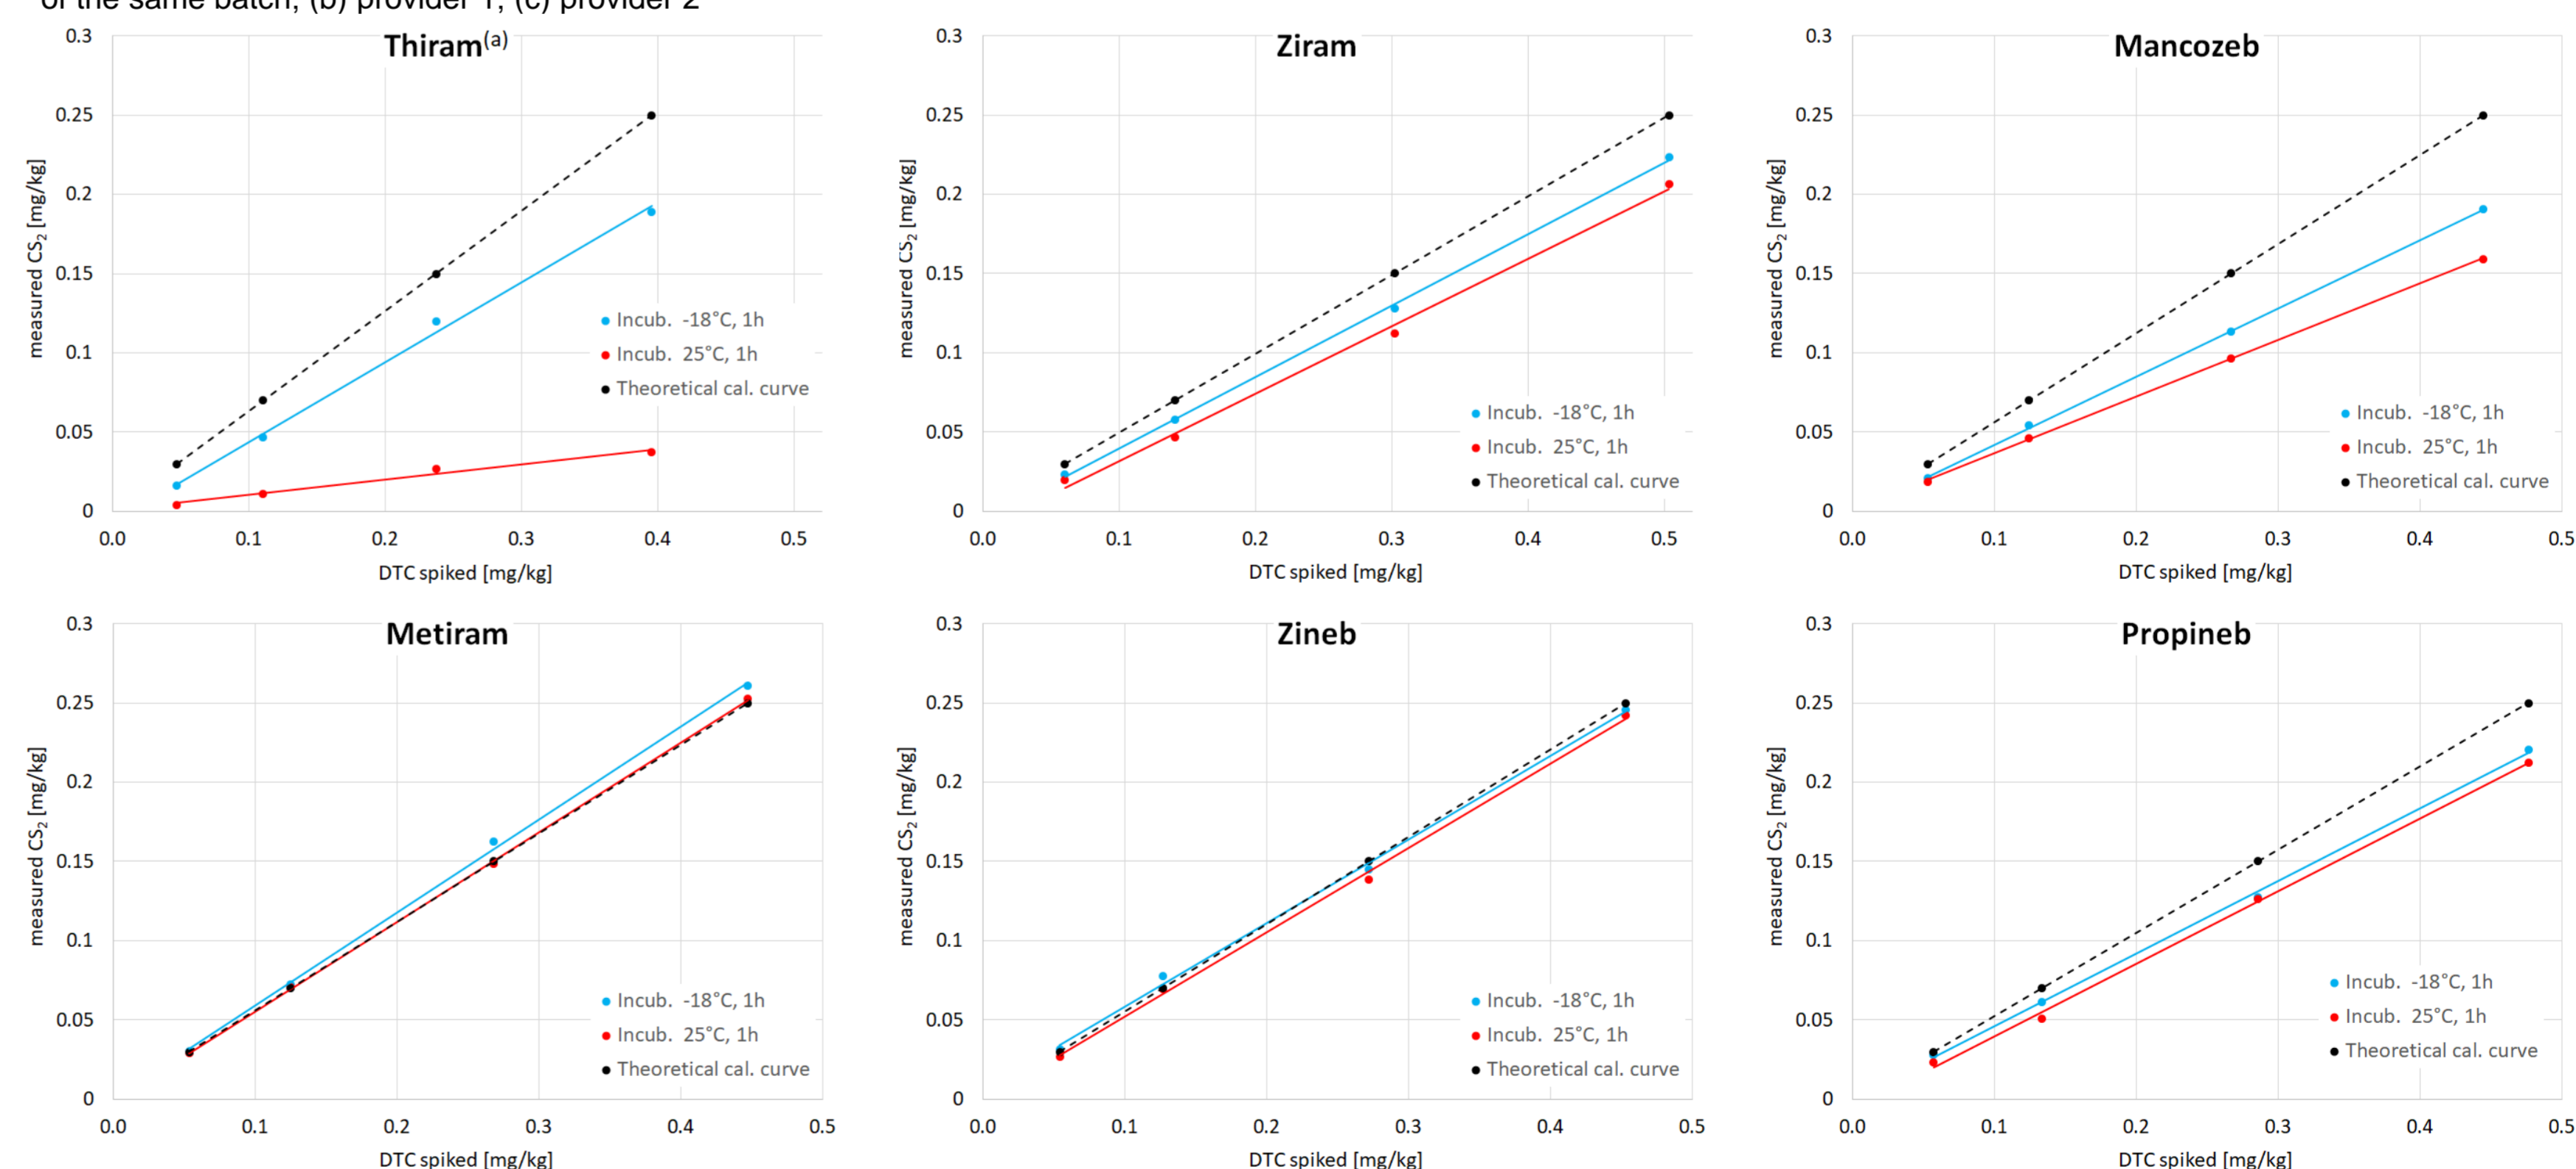 of the same batch; (b) provider 1; (c) provider 2
Thiram(a)
0.3
0.25
0.2
0.15
0.1
0.05
0
measured CS2 [mg/kg]
Incub. -18°C, 1h
Incub. 25°C, 1h
Theoretical cal. curve
0.0 0.1 0.2 0.3 0.4 0.5
DTC spiked [mg/kg]
Ziram
0.3
0.25
0.2
0.15
0.1
0.05
0
measured CS2 [mg/kg]
Incub. -18°C, 1h
Incub. 25°C, 1h
Theoretical cal. curve
0.0 0.1 0.2 0.3 0.4 0.5
DTC spiked [mg/kg]
Mancozeb
0.3
0.25
0.2
0.15
0.1
0.05
0
measured CS2 [mg/kg]
Incub. -18°C, 1h
Incub. 25°C, 1h
Theoretical cal. curve
0.0 0.1 0.2 0.3 0.4 0.5
DTC spiked [mg/kg]
Metiram
0.3
0.25
0.2
0.15
0.1
0.05
0
measured CS2 [mg/kg]
Incub. -18°C, 1h
Incub. 25°C, 1h
Theoretical cal. curve
0.0 0.1 0.2 0.3 0.4 0.5
DTC spiked [mg/kg]
Zineb
0.3
0.25
0.2
0.15
0.1
0.05
0
measured CS2 [mg/kg]
Incub. -18°C, 1h
Incub. 25°C, 1h
Theoretical cal. curve
0.0 0.1 0.2 0.3 0.4 0.5
DTC spiked [mg/kg]
Propineb
0.3
0.25
0.2
0.15
0.1
0.05
0
measured CS2 [mg/kg]
Incub. -18°C, 1h
Incub. 25°C, 1h
Theoretical cal. curve
0.0 0.1 0.2 0.3 0.4 0.5
DTC spiked [mg/kg]